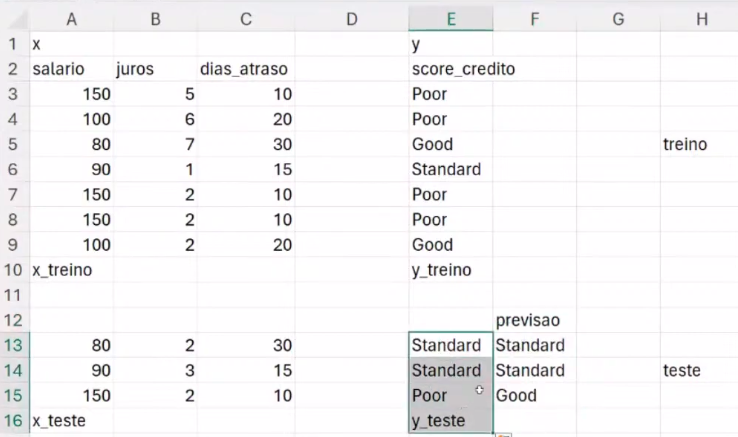 A B C D E F G H
1 x y
2 salario juros dias_atraso score_credito
3 150 5 10 Poor
4 100 6 20 Poor
5 80 7 30 Good treino
6 90 1 15 Standard
7 150 2 10 Poor
8 150 2 10 Poor
9 100 2 20 Good
10 x_treino y_treino
11
12 previsao
13 80 2 30 Standard Standard
14 90 3 15 Standard Standard teste
15 150 2 10 Poor Good
16 x_teste y_teste